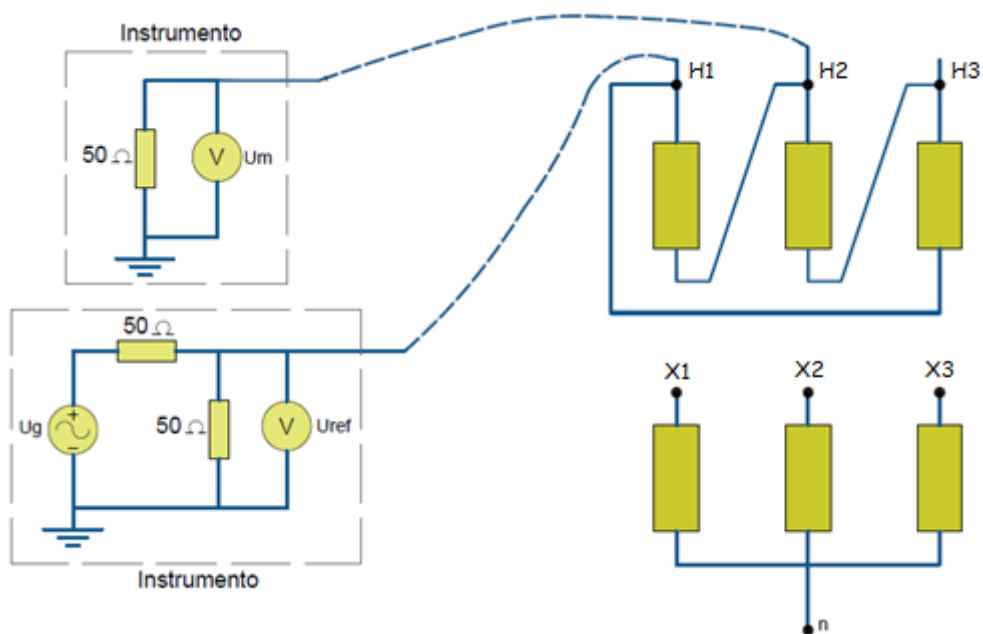 Instrumento
50 Ω
V
Um
H1
H2
H3
50 Ω
Ug
+
−
50 Ω
V
Uref
Instrumento
X1
X2
X3
n